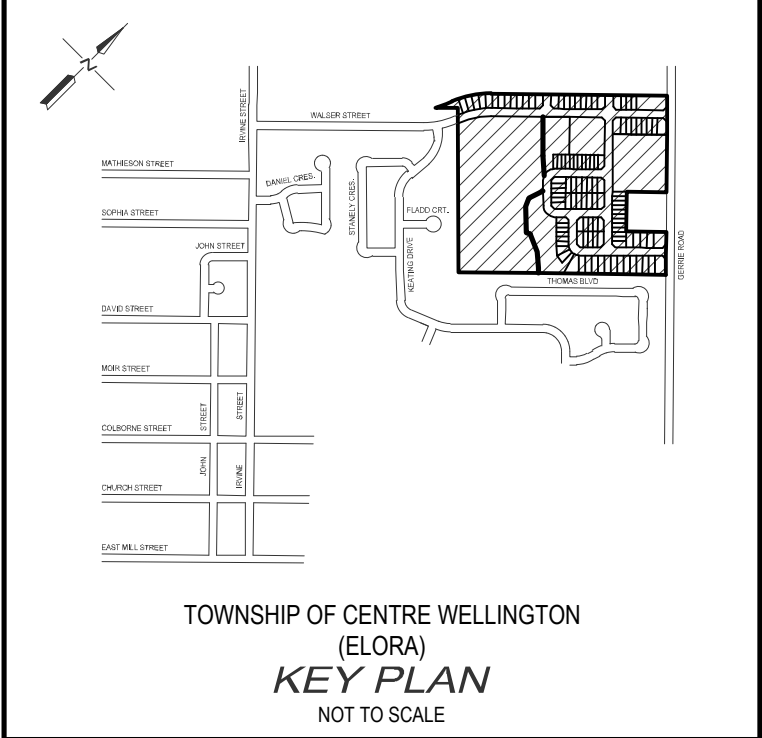 N
IRVINE STREET
WALSER STREET
MATHIESON STREET
DANIEL CRES.
STANELY CRES.
SOPHIA STREET
FLADD CRT.
JOHN STREET
KEATING DRIVE
GERRIE ROAD
THOMAS BLVD
DAVID STREET
MOIR STREET
STREET
STREET
COLBORNE STREET
JOHN
IRVINE
CHURCH STREET
EAST MILL STREET
TOWNSHIP OF CENTRE WELLINGTON
(ELORA)
KEY PLAN
NOT TO SCALE